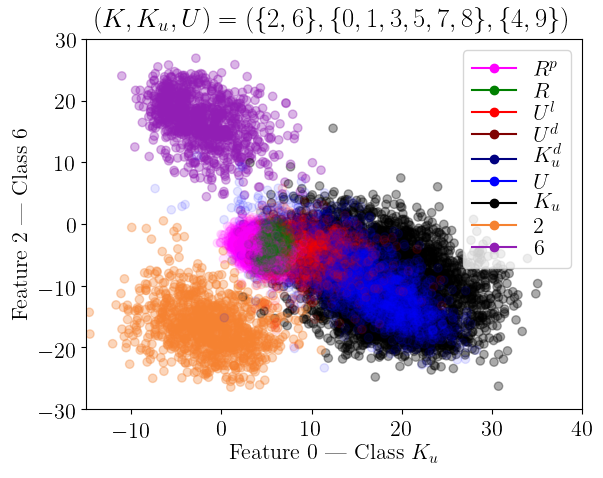 (K, K_u, U) = ({2, 6}, {0, 1, 3, 5, 7, 8}, {4, 9})
30
20
10
0
−10
−20
−30
Feature 2 — Class 6
R^p
R
U^l
U^d
K_u^d
U
K_u
2
6
−10
0
10
20
30
40
Feature 0 — Class K_u